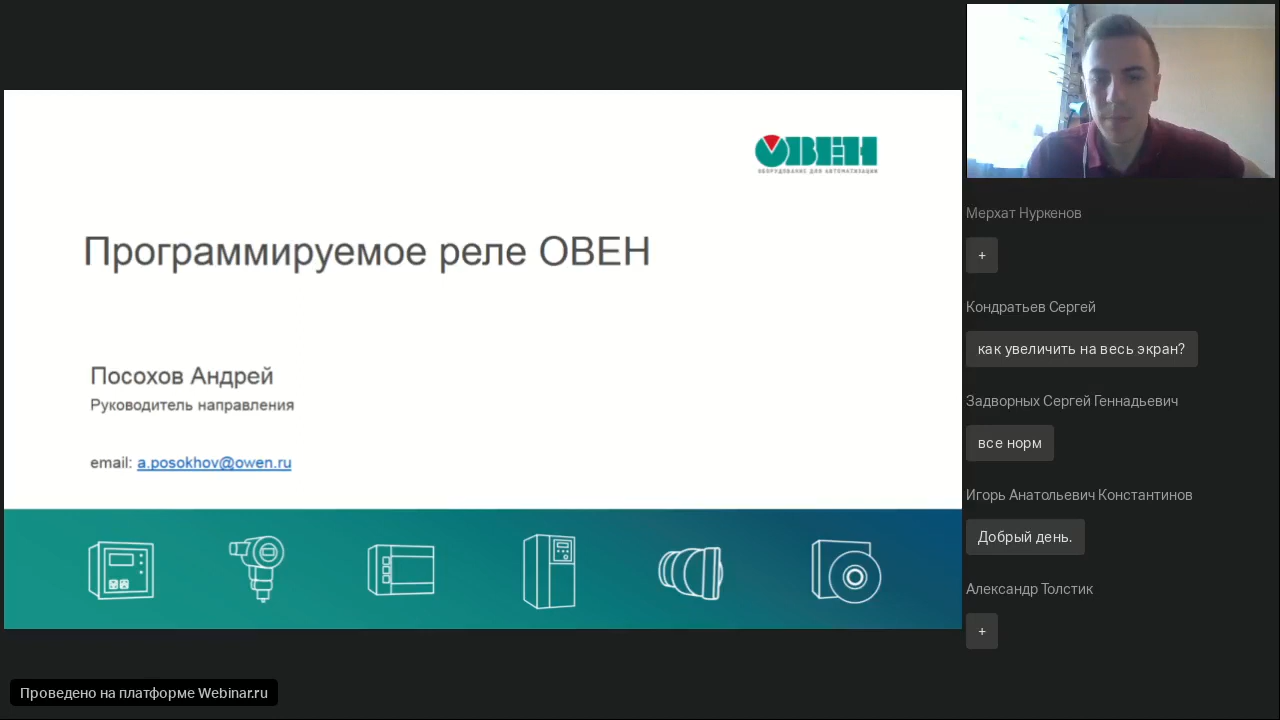 ОВЕН
ОБОРУДОВАНИЕ ДЛЯ АВТОМАТИЗАЦИИ
Программируемое реле ОВЕН
Посохов Андрей
Руководитель направления
email: a.posokhov@owen.ru
Мерхат Нуркенов
+
Кондратьев Сергей
как увеличить на весь экран?
Задворных Сергей Геннадьевич
все норм
Игорь Анатольевич Константинов
Добрый день.
Александр Толстик
+
Проведено на платформе Webinar.ru